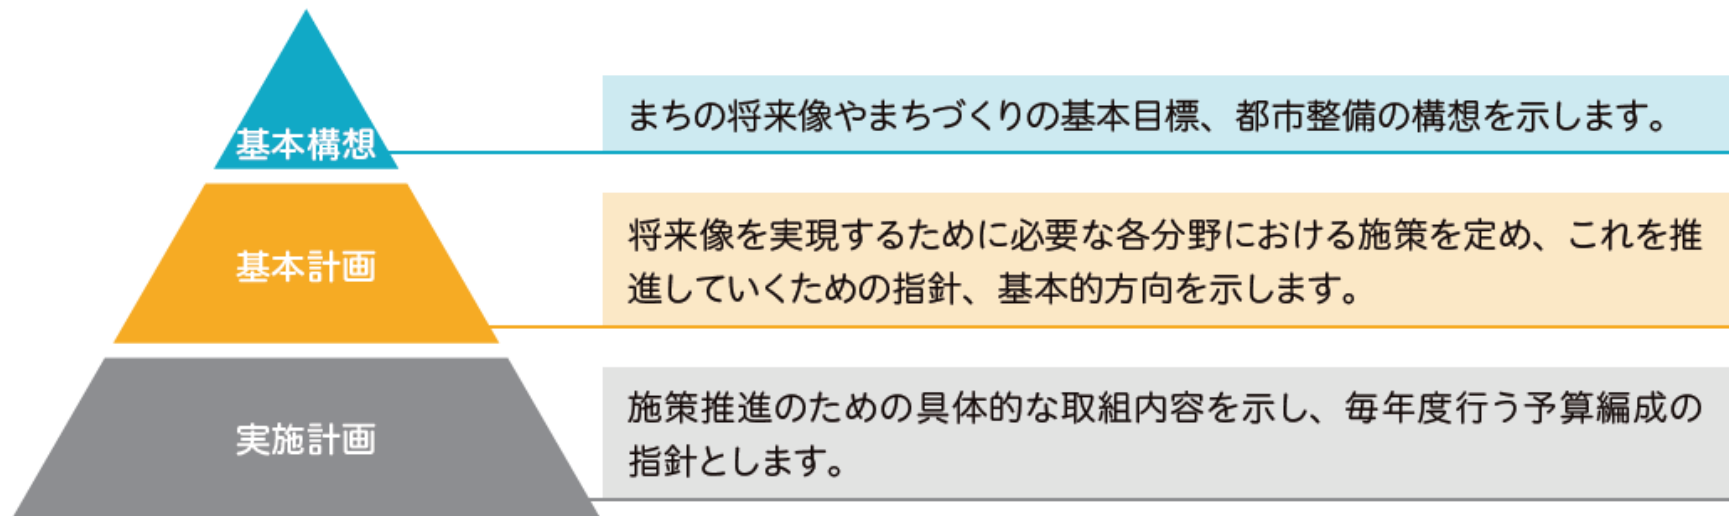 基本構想
まちの将来像やまちづくりの基本目標、都市整備の構想を示します。
基本計画
将来像を実現するために必要な各分野における施策を定め、これを推
進していくための指針、基本的方向を示します。
実施計画
施策推進のための具体的な取組内容を示し、毎年度行う予算編成の
指針とします。